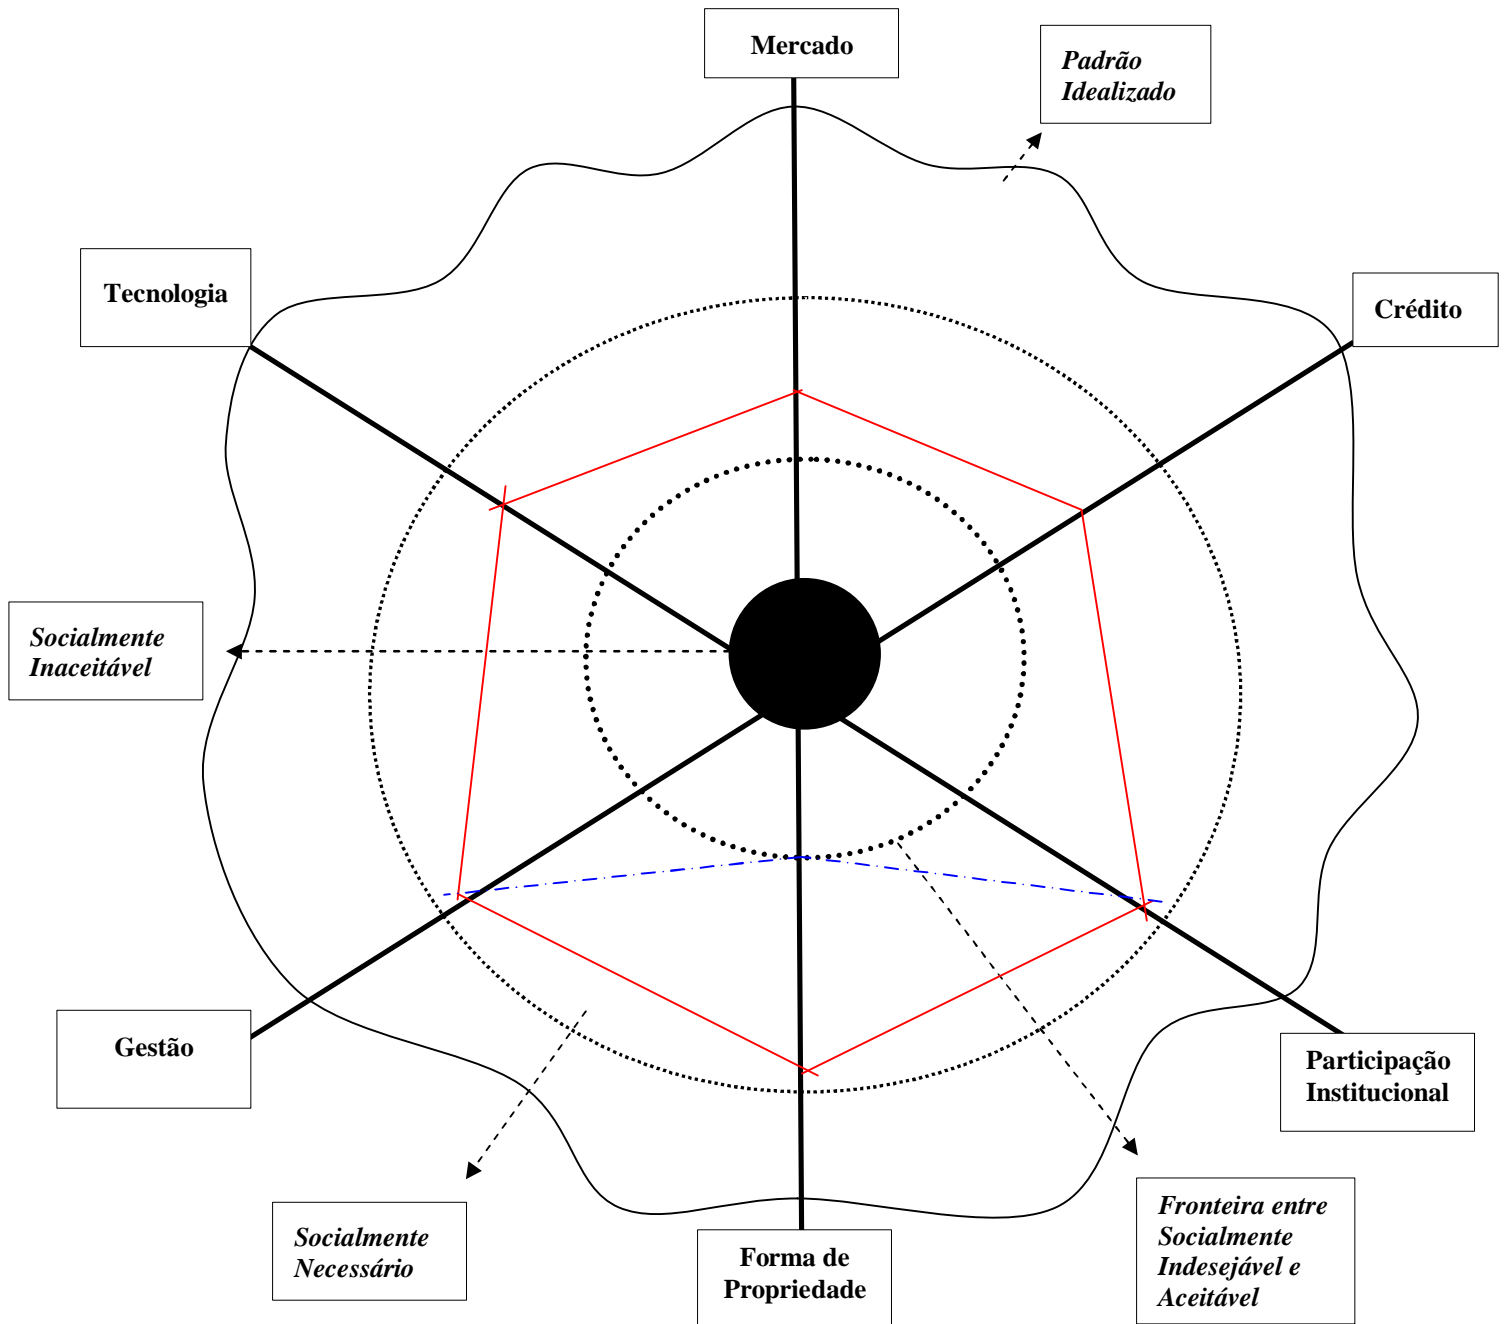 Mercado
Padrão
Idealizado
Tecnologia
Crédito
Socialmente
Inaceitável
Gestão
Participação
Institucional
Socialmente
Necessário
Forma de
Propriedade
Fronteira entre
Socialmente
Indesejável e
Aceitável